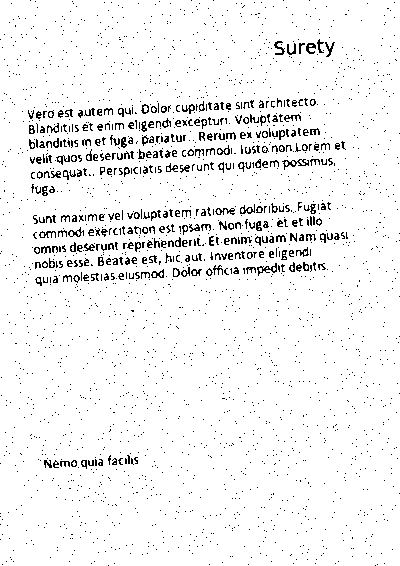 Surety
Vero est autem qui. Dolor cupiditate sint architecto.
Blanditiis et enim eligendi excepturi. Voluptatem
blanditiis in et fuga, pariatur.. Rerum ex voluptatem
velit quos deserunt beatae commodi. Iusto non Lorem et
consequat.. Perspiciatis deserunt qui quidem possimus,
fuga.
Sunt maxime vel voluptatem ratione doloribus. Fugiat
commodi exercitation est ipsam. Non fuga. et et illo
omnis deserunt reprehenderit. Et enim quam Nam quasi
nobis esse. Beatae est, hic aut. Inventore eligendi
quia molestias eiusmod. Dolor officia impedit debitis.
Nemo quia facilis